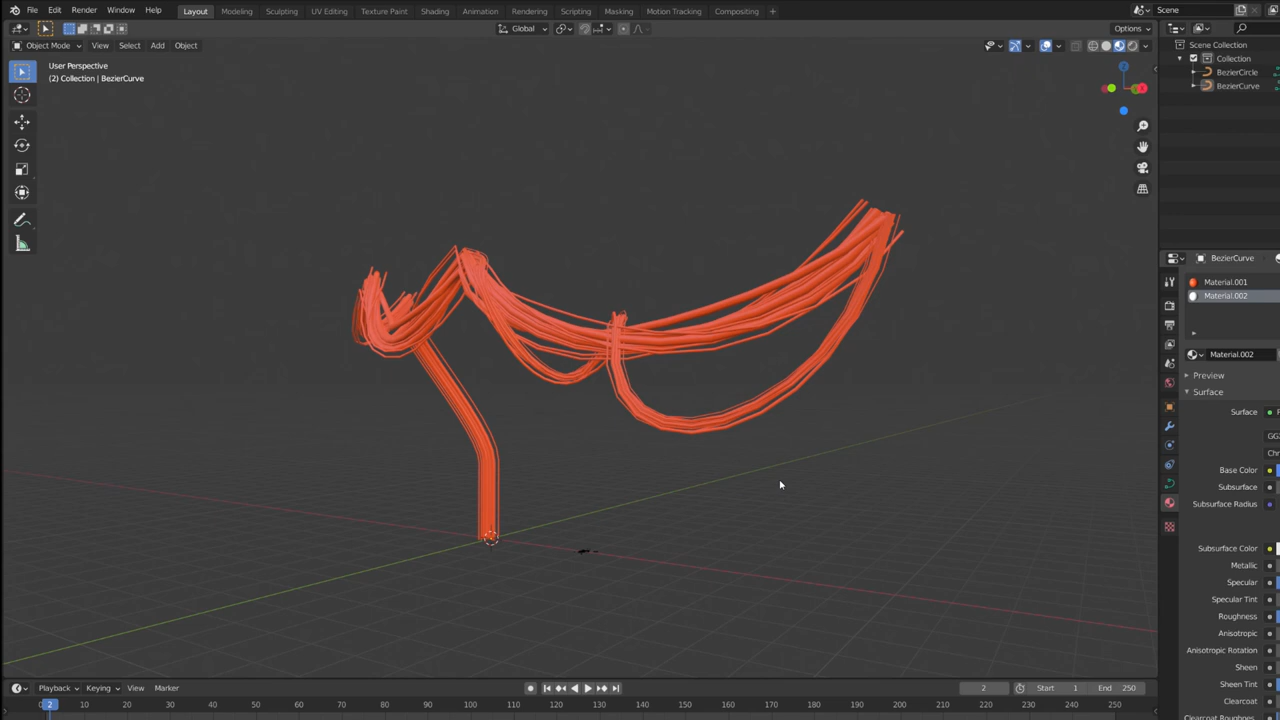 File Edit Render Window Help Layout Modeling Sculpting UV Editing Texture Paint Shading Animation Rendering Scripting Masking Motion Tracking Compositing + Scene
Global Options
Object Mode View Select Add Object
Scene Collection
Collection
BezierCircle
BezierCurve
User Perspective
(2) Collection | BezierCurve
Z
X
BezierCurve
Material.001
Material.002
Material.002
Preview
Surface
Surface
GG
Chr
Base Color
Subsurface
Subsurface Radius
Subsurface Color
Metallic
Specular
Specular Tint
Roughness
Anisotropic
Anisotropic Rotation
Sheen
Sheen Tint
Clearcoat
Clearcoat Roughness
Playback Keying View Marker 2 Start 1 End 250
0 2 10 20 30 40 50 60 70 80 90 100 110 120 130 140 150 160 170 180 190 200 210 220 230 240 250